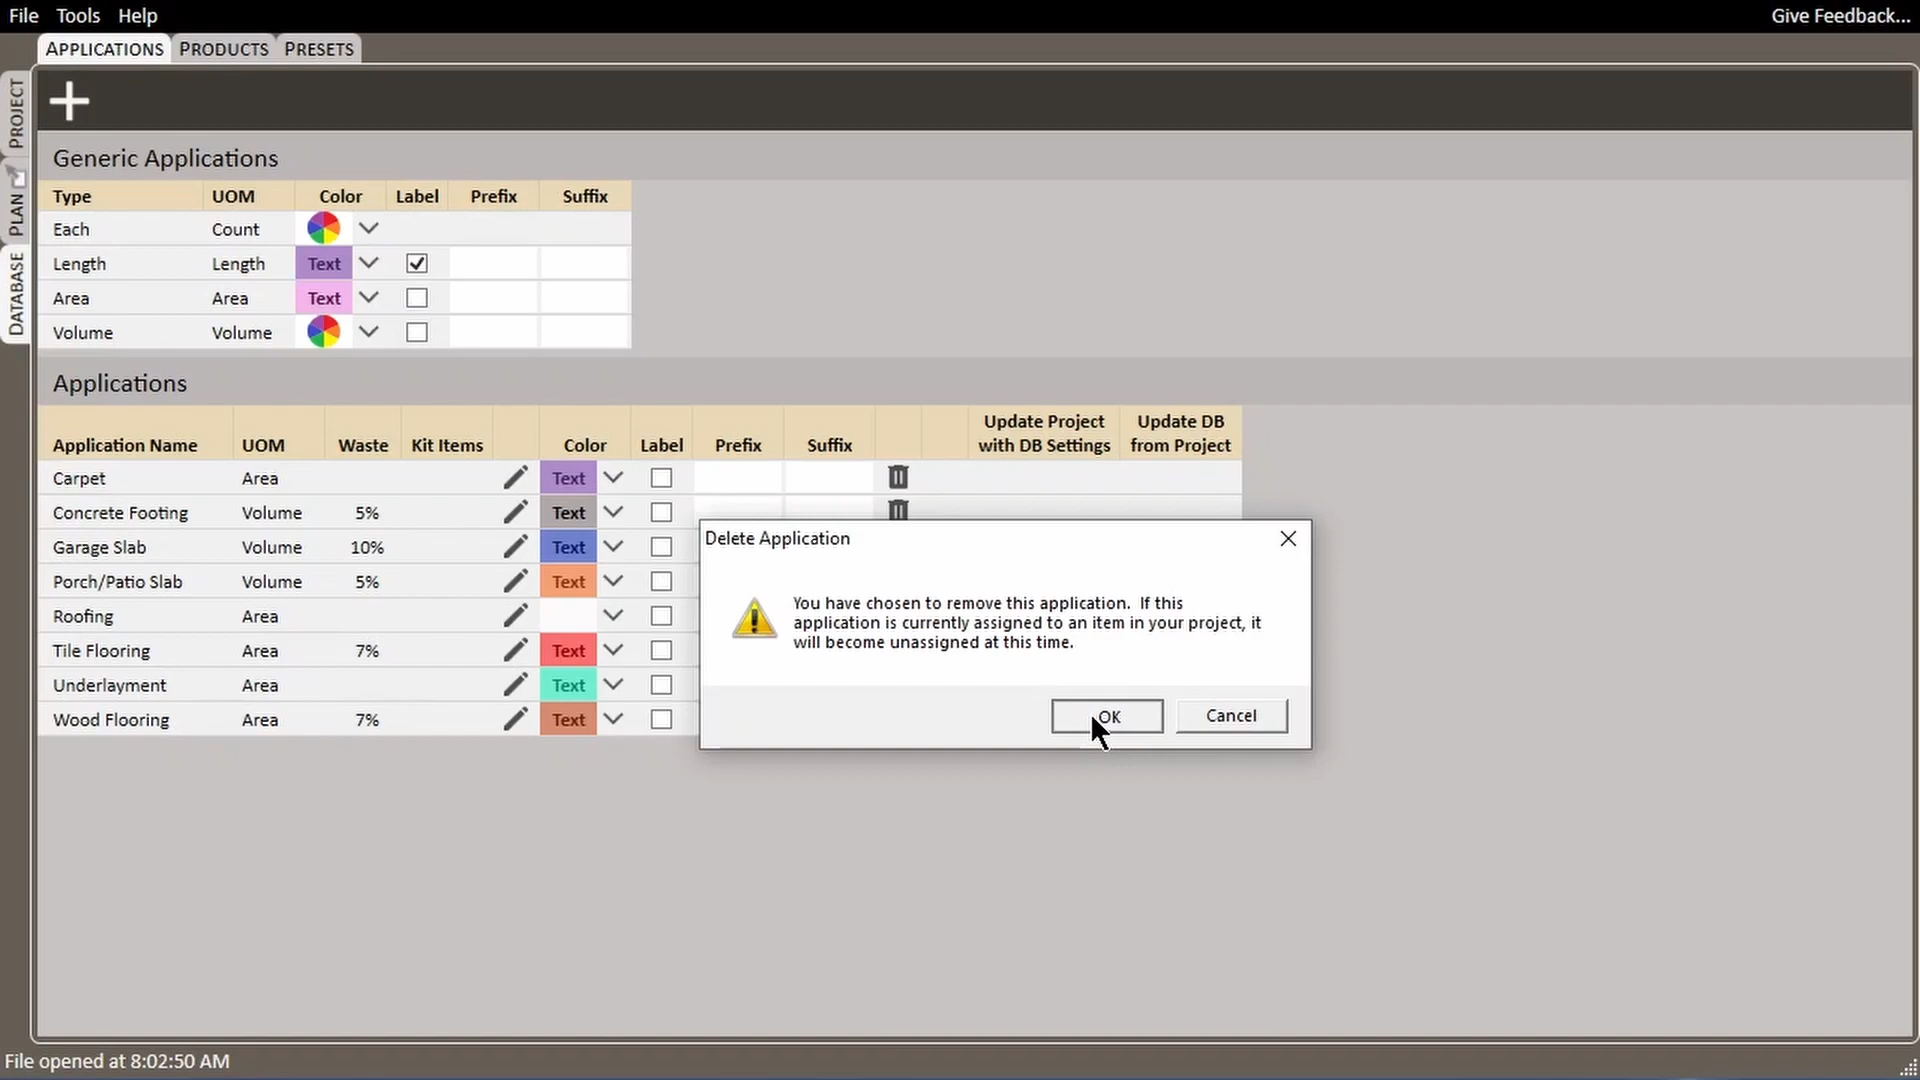 File Tools Help Give Feedback...
APPLICATIONS PRODUCTS PRESETS
PROJECT
PLAN
DATABASE
Generic Applications
Type UOM Color Label Prefix Suffix
Each Count
Length Length Text
Area Area Text
Volume Volume
Applications
Application Name UOM Waste Kit Items Color Label Prefix Suffix Update Project with DB Settings Update DB from Project
Carpet Area Text
Concrete Footing Volume 5% Text
Garage Slab Volume 10% Text
Porch/Patio Slab Volume 5% Text
Roofing Area
Tile Flooring Area 7% Text
Underlayment Area Text
Wood Flooring Area 7% Text
Delete Application
You have chosen to remove this application. If this
application is currently assigned to an item in your project, it
will become unassigned at this time.
OK Cancel
File opened at 8:02:50 AM